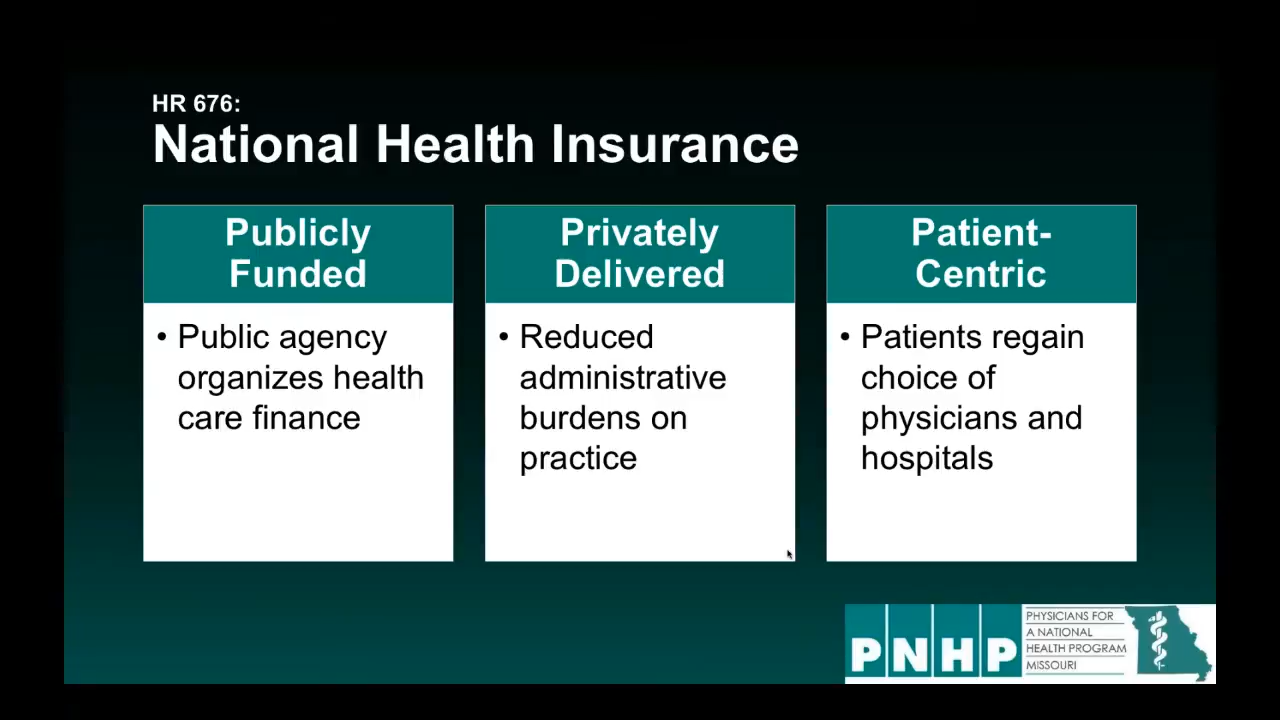 HR 676:
National Health Insurance
Publicly
Funded
• Public agency
organizes health
care finance
Privately
Delivered
• Reduced
administrative
burdens on
practice
Patient-
Centric
• Patients regain
choice of
physicians and
hospitals
PNHP
PHYSICIANS FOR
A NATIONAL
HEALTH PROGRAM
MISSOURI